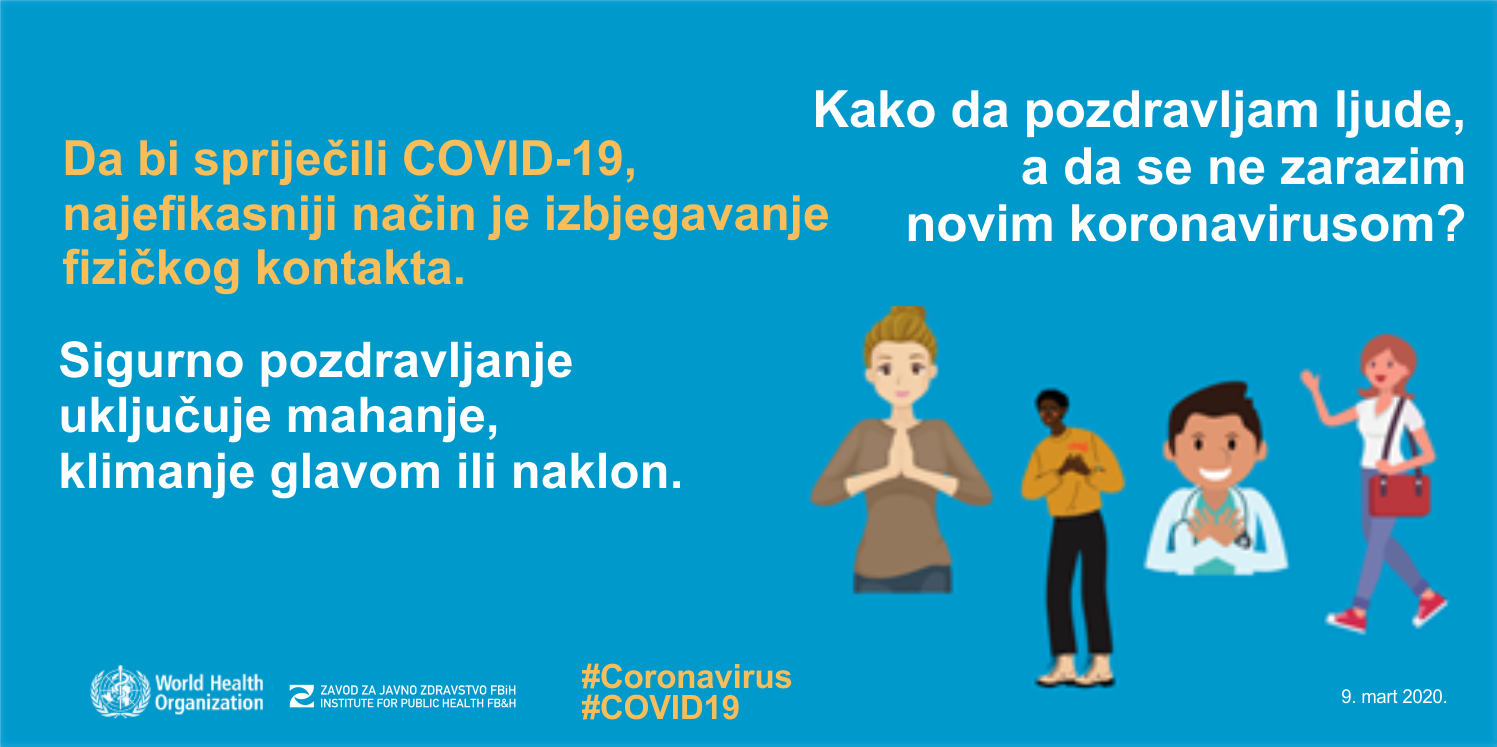 Kako da pozdravljam ljude,
a da se ne zarazim
novim koronavirusom?
Da bi spriječili COVID-19,
najefikasniji način je izbjegavanje
fizičkog kontakta.
Sigurno pozdravljanje
uključuje mahanje,
klimanje glavom ili naklon.
World Health
Organization
ZAVOD ZA JAVNO ZDRAVSTVO FBiH
INSTITUTE FOR PUBLIC HEALTH FB&H
#Coronavirus
#COVID19
9. mart 2020.